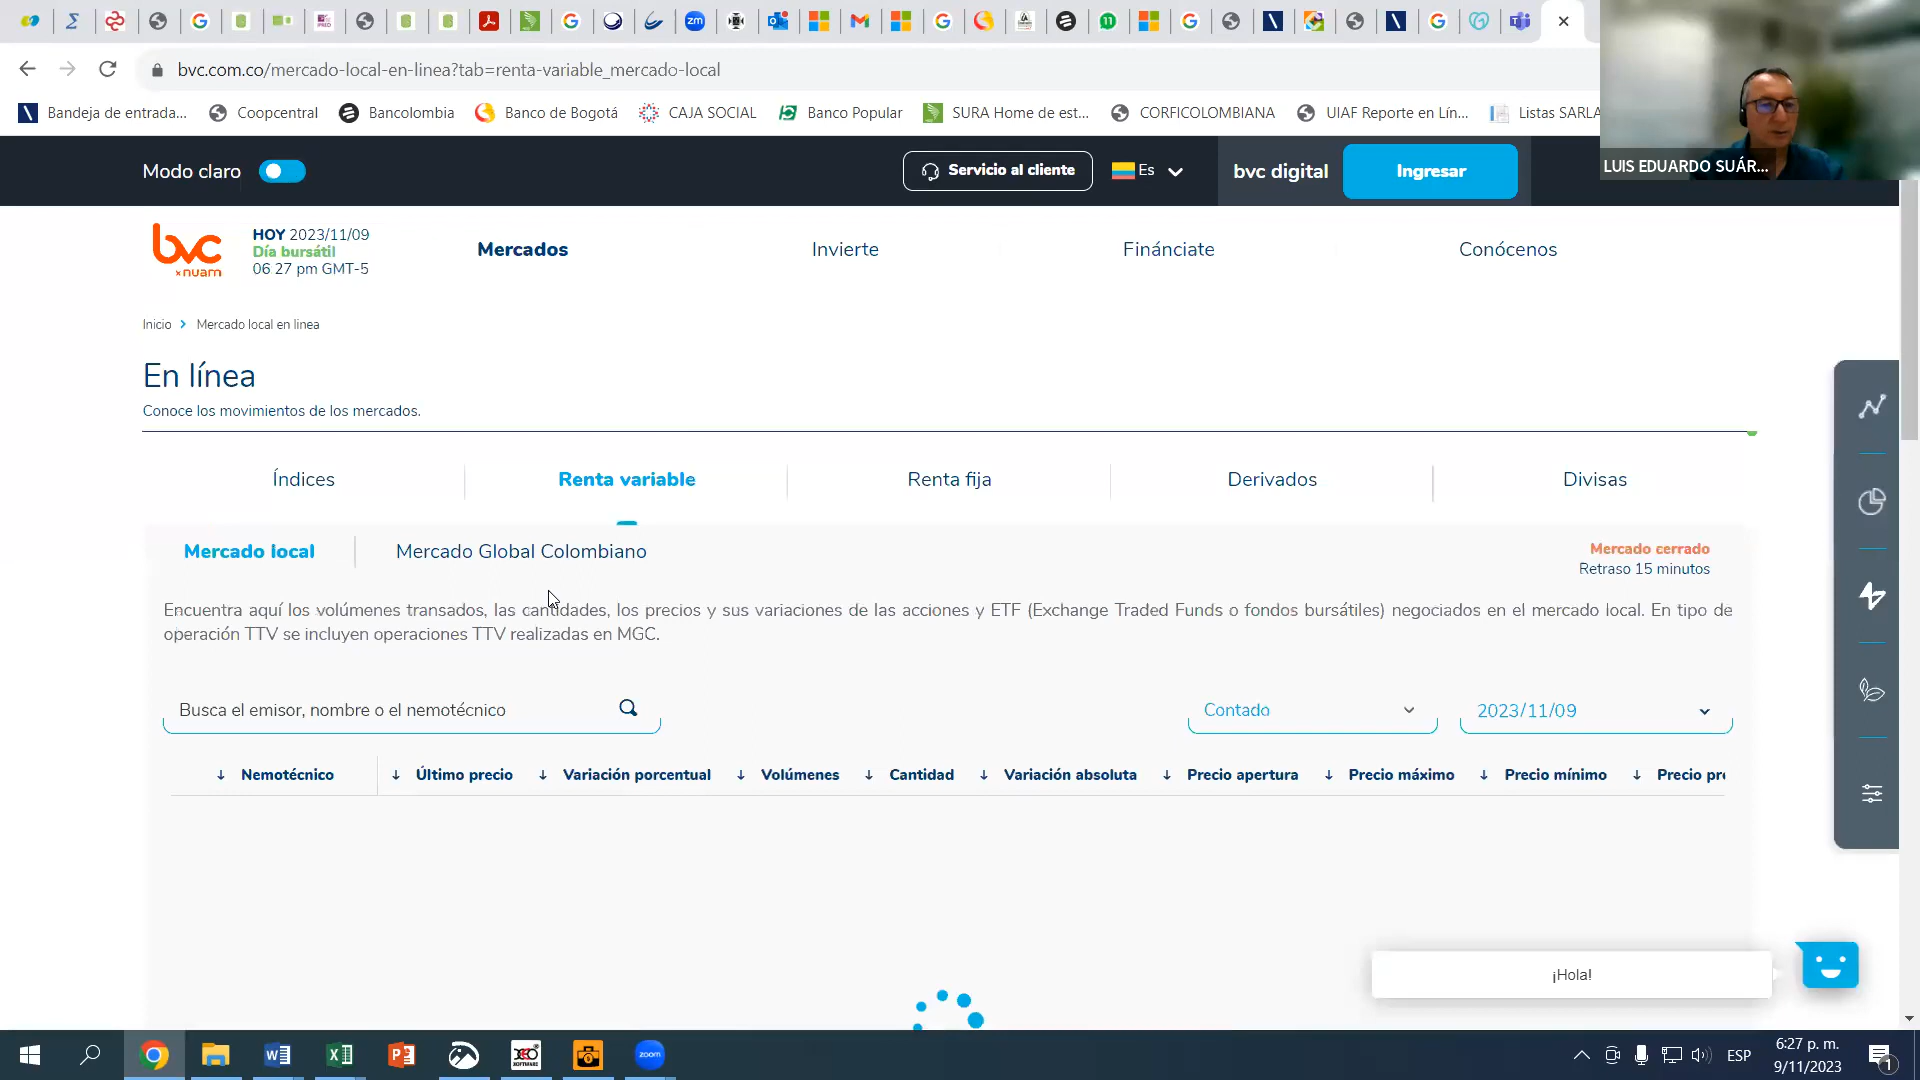 bvc.com.co/mercado-local-en-linea?tab=renta-variable_mercado-local
Bandeja de entrada...
Coopcentral
Bancolombia
Banco de Bogotá
CAJA SOCIAL
Banco Popular
SURA Home de est...
CORFICOLOMBIANA
UIAF Reporte en Lín...
Listas SARLA
LUIS EDUARDO SUÁR...
Modo claro
Servicio al cliente
Es
bvc digital
Ingresar
bvc
x nuam
HOY 2023/11/09
Día bursátil
06 27 pm GMT-5
Mercados
Invierte
Finánciate
Conócenos
Inicio
Mercado local en linea
En línea
Conoce los movimientos de los mercados.
Índices
Renta variable
Renta fija
Derivados
Divisas
Mercado local
Mercado Global Colombiano
Mercado cerrado
Retraso 15 minutos
Encuentra aquí los volúmenes transados, las cantidades, los precios y sus variaciones de las acciones y ETF (Exchange Traded Funds o fondos bursátiles) negociados en el mercado local. En tipo de
operación TTV se incluyen operaciones TTV realizadas en MGC.
Busca el emisor, nombre o el nemotécnico
Contado
2023/11/09
Nemotécnico
Último precio
Variación porcentual
Volúmenes
Cantidad
Variación absoluta
Precio apertura
Precio máximo
Precio mínimo
Precio pre
¡Hola!
zoom
ESP
6:27 p. m.
9/11/2023
1